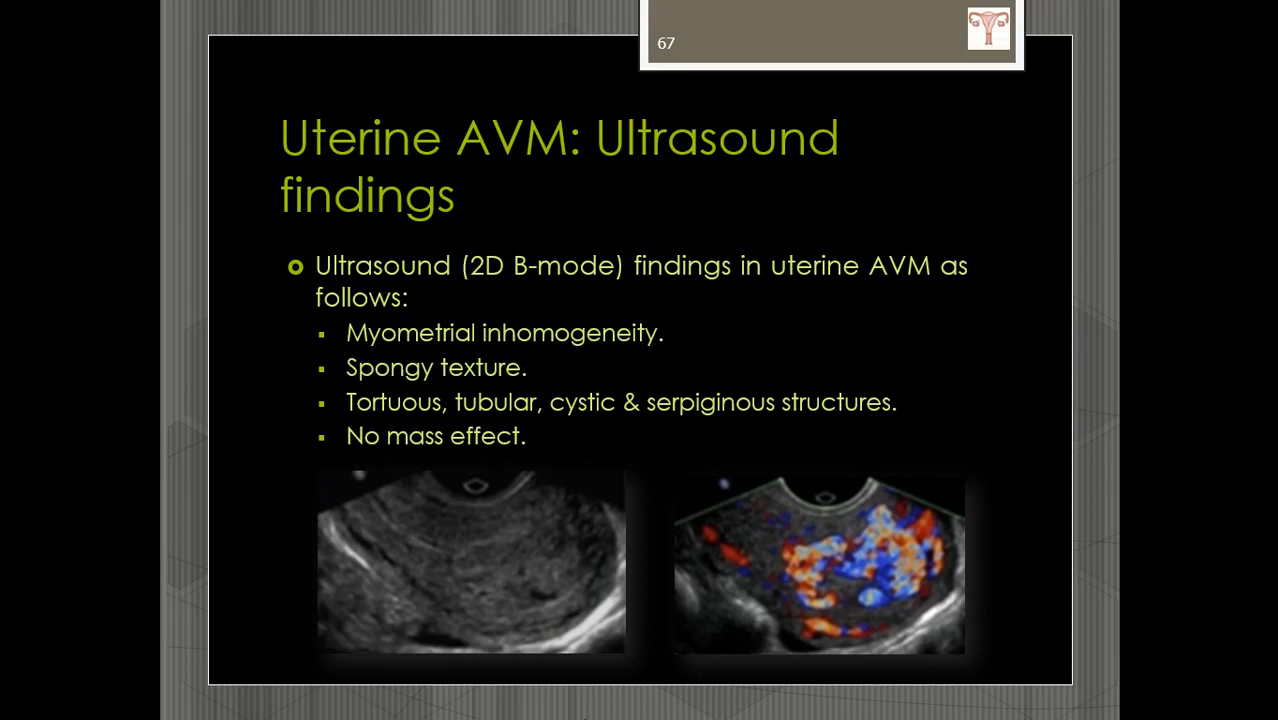 67
Uterine AVM: Ultrasound
findings
Ultrasound (2D B-mode) findings in uterine AVM as
follows:
Myometrial inhomogeneity.
Spongy texture.
Tortuous, tubular, cystic & serpiginous structures.
No mass effect.